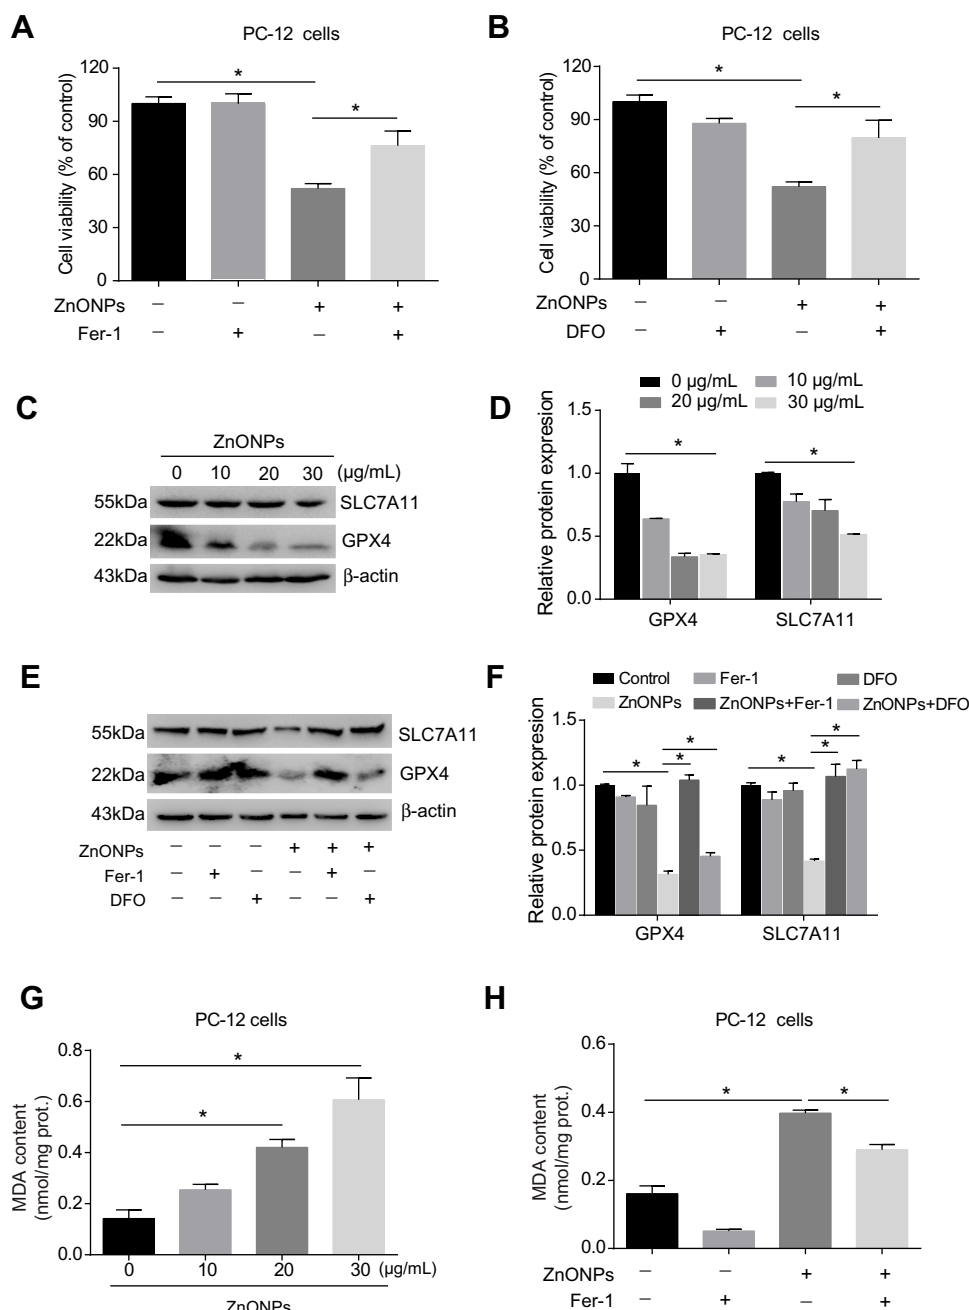 A
PC-12 cells
Cell viability (% of control)
120
90
60
30
0
*
*
ZnONPs − − + +
Fer-1 − + − +
B
PC-12 cells
Cell viability (% of control)
120
90
60
30
0
*
*
ZnONPs − − + +
DFO − + − +
C
ZnONPs
0 10 20 30 (µg/mL)
55kDa SLC7A11
22kDa GPX4
43kDa β-actin
D
0 µg/mL 10 µg/mL
20 µg/mL 30 µg/mL
Relative protein expresion
1.5
1.0
0.5
0.0
*
*
GPX4 SLC7A11
E
55kDa SLC7A11
22kDa GPX4
43kDa β-actin
ZnONPs − − − + + +
Fer-1 − + − − + −
DFO − − + − − +
F
Control Fer-1 DFO
ZnONPs ZnONPs+Fer-1 ZnONPs+DFO
Relative protein expression
1.5
1.0
0.5
0.0
* * *
* * *
GPX4 SLC7A11
G
PC-12 cells
MDA content
(nmol/mg prot.)
0.8
0.6
0.4
0.2
0.0
*
*
0 10 20 30 (µg/mL)
ZnONPs
H
PC-12 cells
MDA content
(nmol/mg prot.)
0.6
0.4
0.2
0.0
*
*
ZnONPs − − + +
Fer-1 − + − +